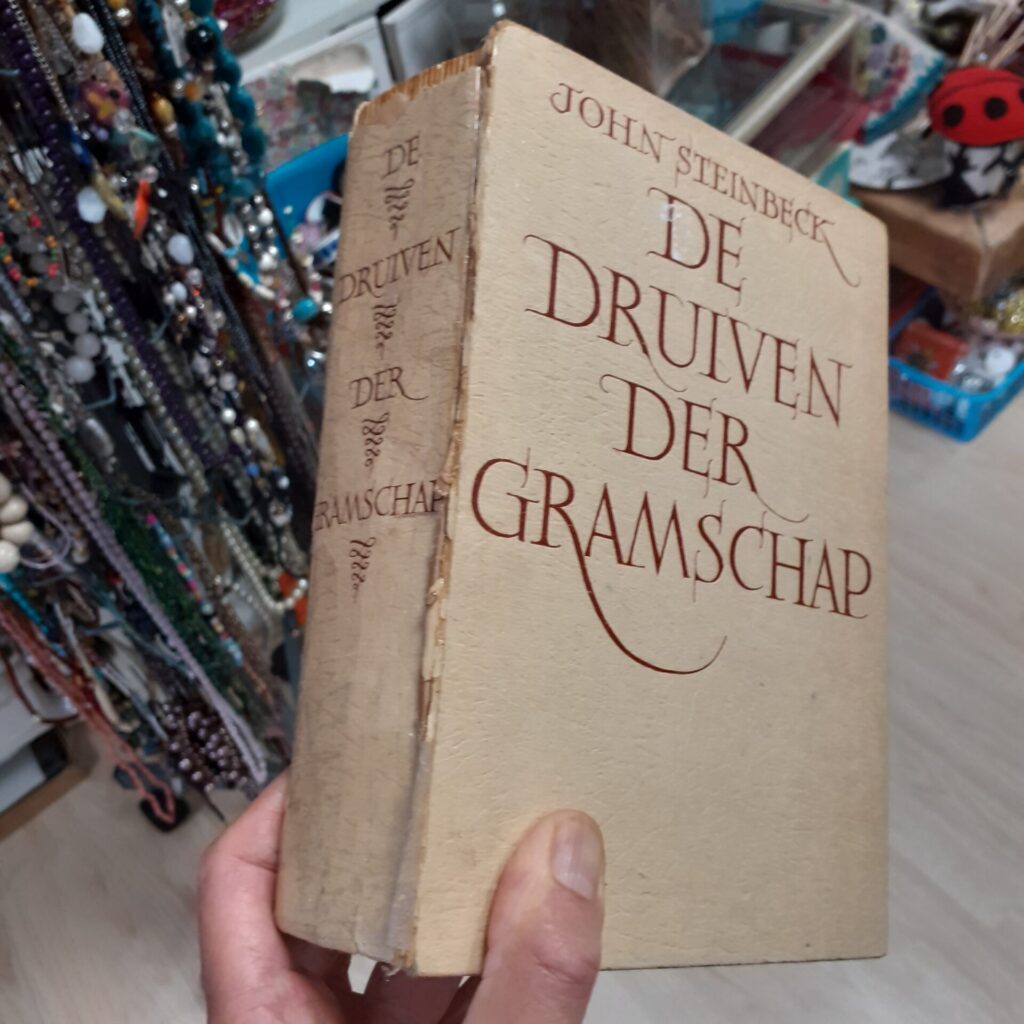 DE
DRUIVEN
DER
GRAMSCHAP
JOHN STEINBECK
DE
DRUIVEN
DER
GRAMSCHAP